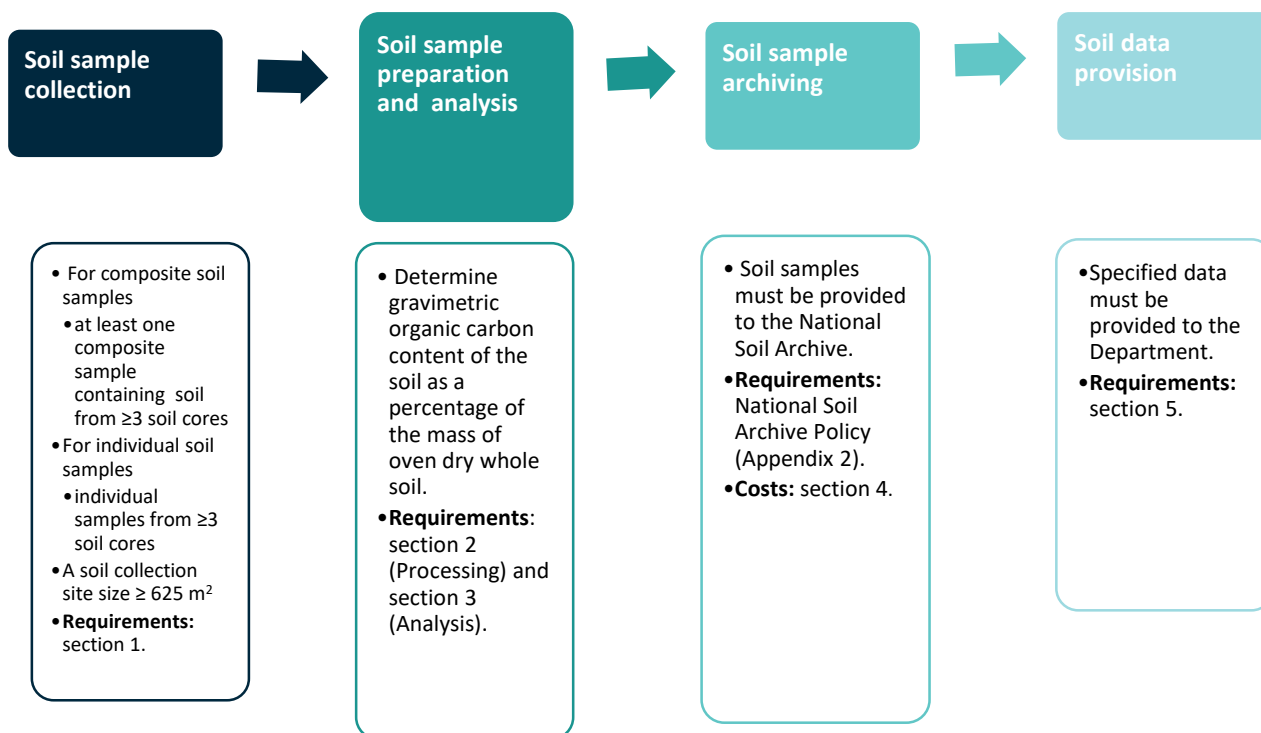 Soil sample
collection
Soil sample
preparation
and analysis
Soil sample
archiving
Soil data
provision
• For composite soil
samples
•at least one
composite
sample
containing soil
from ≥3 soil cores
•For individual soil
samples
•individual
samples from ≥3
soil cores
•A soil collection
site size ≥ 625 m²
•Requirements:
section 1.
• Determine
gravimetric
organic carbon
content of the
soil as a
percentage of
the mass of
oven dry whole
soil.
•Requirements:
section 2
(Processing) and
section 3
(Analysis).
• Soil samples
must be provided
to the National
Soil Archive.
•Requirements:
National Soil
Archive Policy
(Appendix 2).
•Costs: section 4.
•Specified data
must be
provided to the
Department.
•Requirements:
section 5.